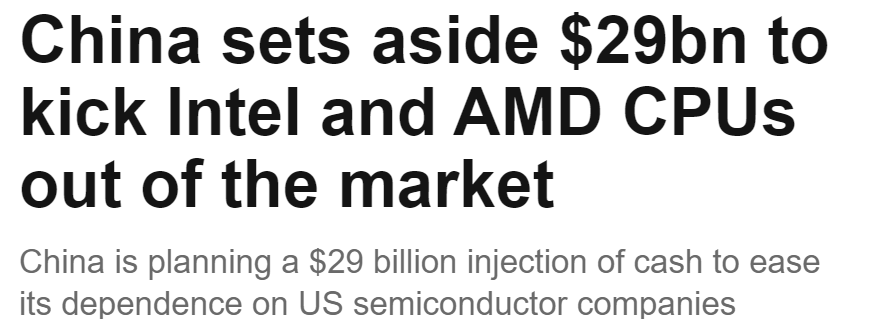 China sets aside $29bn to
kick Intel and AMD CPUs
out of the market
China is planning a $29 billion injection of cash to ease
its dependence on US semiconductor companies